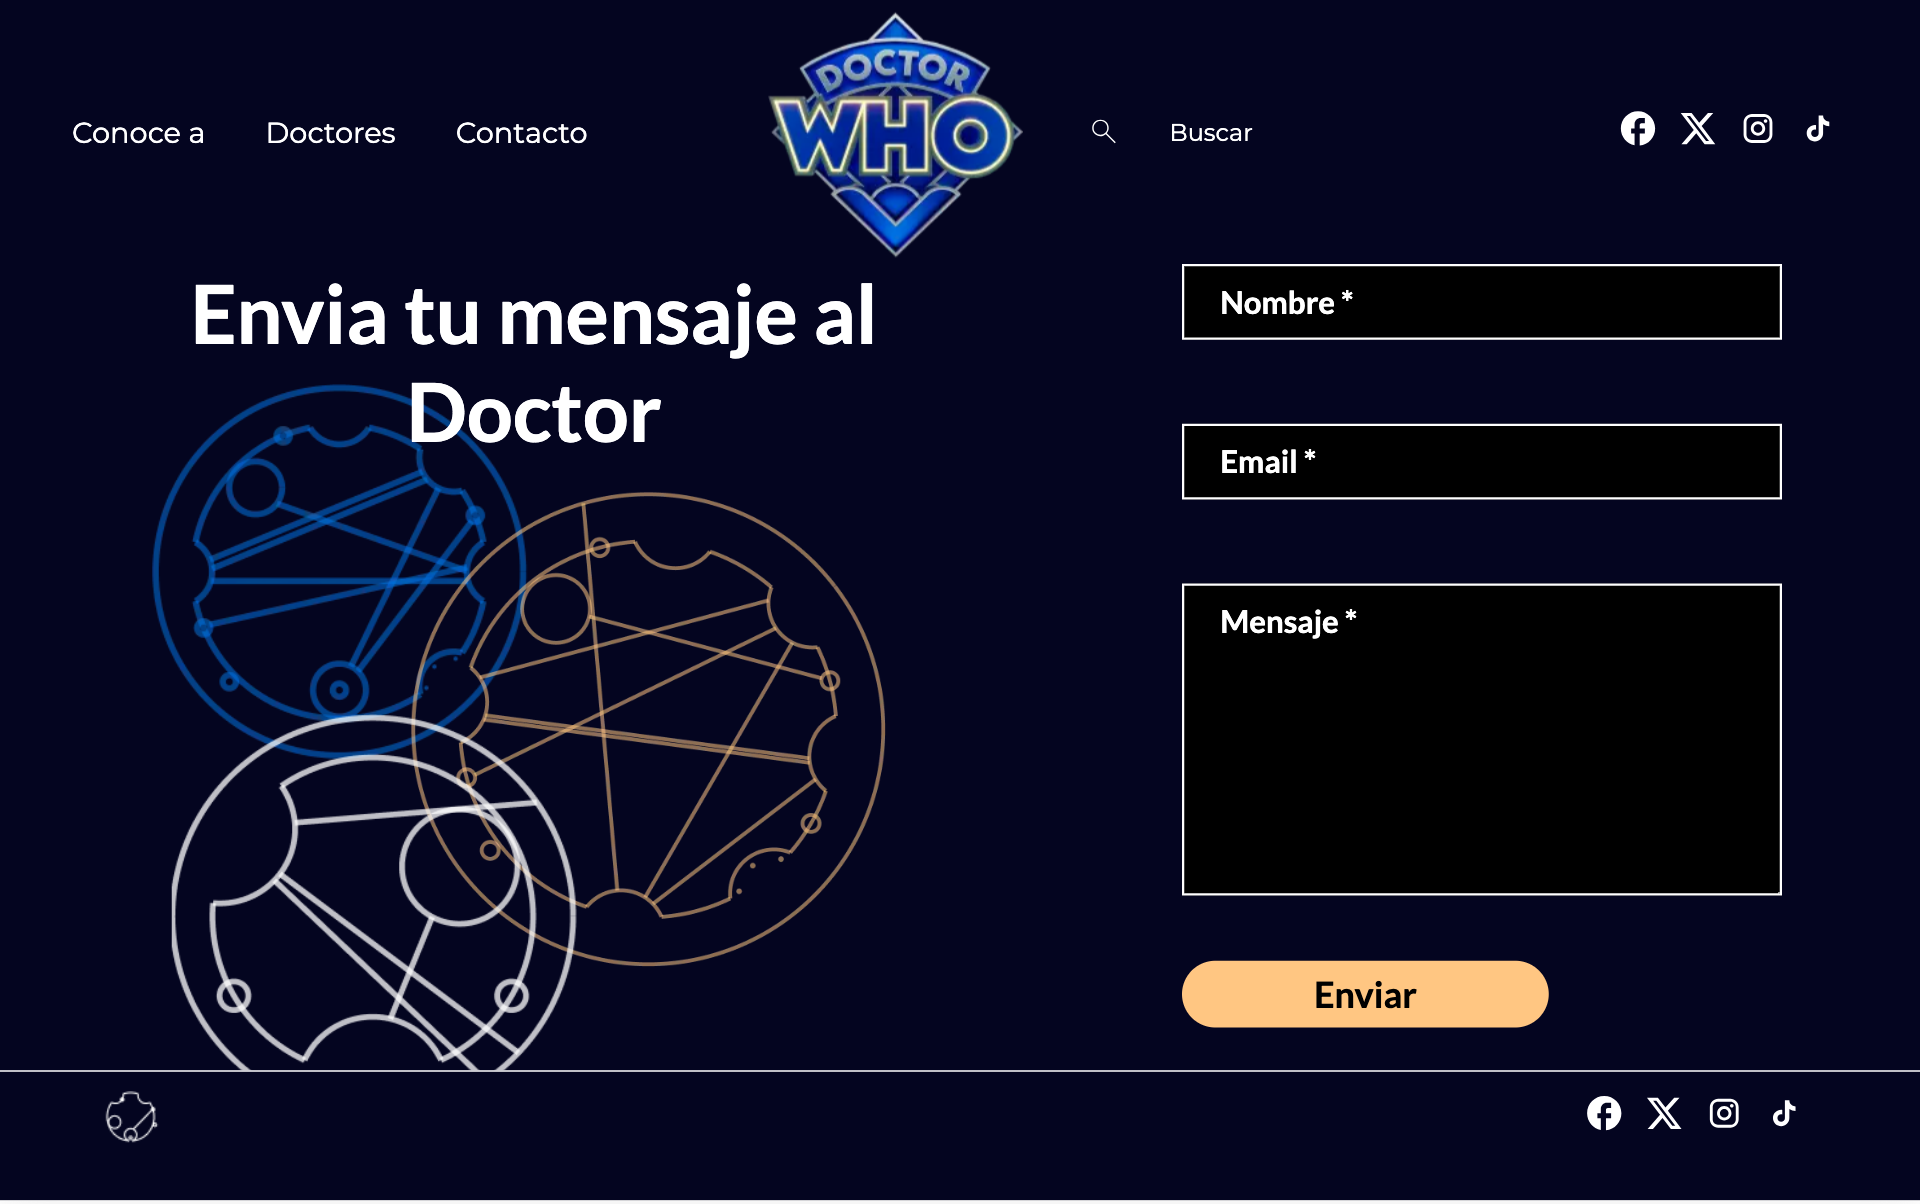 Conoce a
Doctores
Contacto
DOCTOR
WHO
Buscar
Envia tu mensaje al
Doctor
Nombre *
Email *
Mensaje *
Enviar